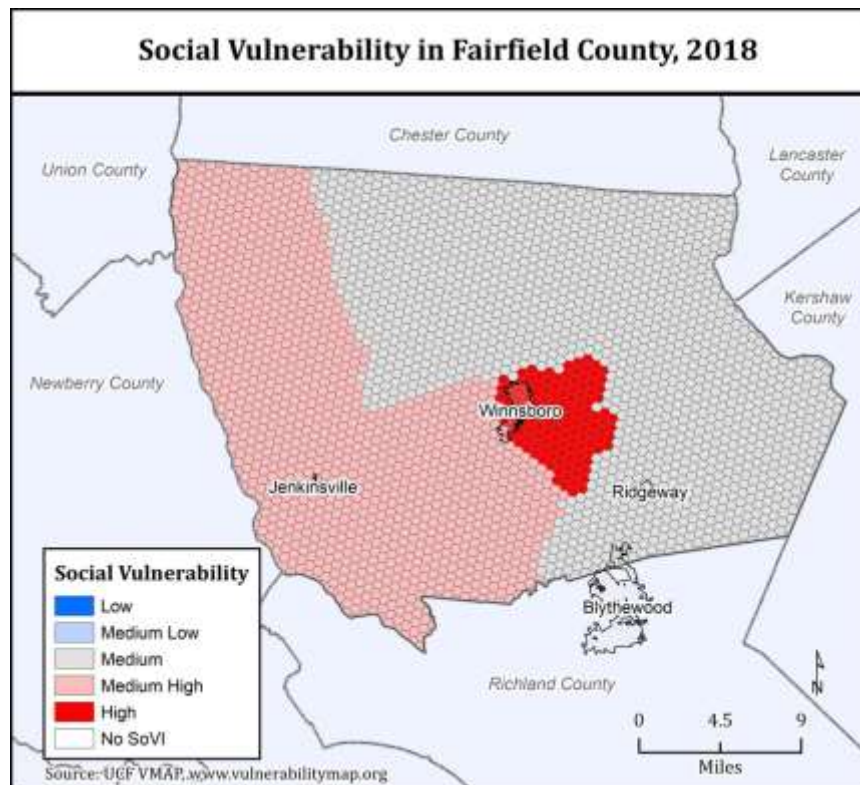 Social Vulnerability in Fairfield County, 2018
Chester County
Union County
Lancaster
County
Kershaw
County
Newberry County
Winnsboro
Jenkinsville
Ridgeway
Blythewood
Richland County
Social Vulnerability
Low
Medium Low
Medium
Medium High
High
No SoVI
N
0 4.5 9
Miles
Source: UCF VMAP, www.vulnerabilitymap.org